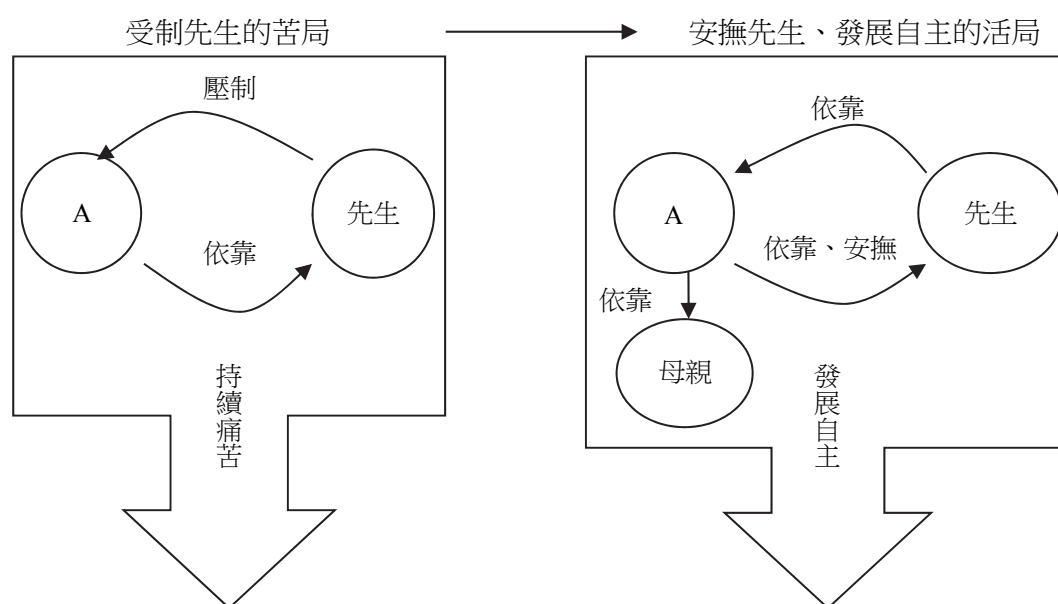 受制先生的苦局
安撫先生、發展自主的活局
壓制
A
先生
依靠
持續痛苦
依靠
A
先生
依靠、安撫
依靠
母親
發展自主